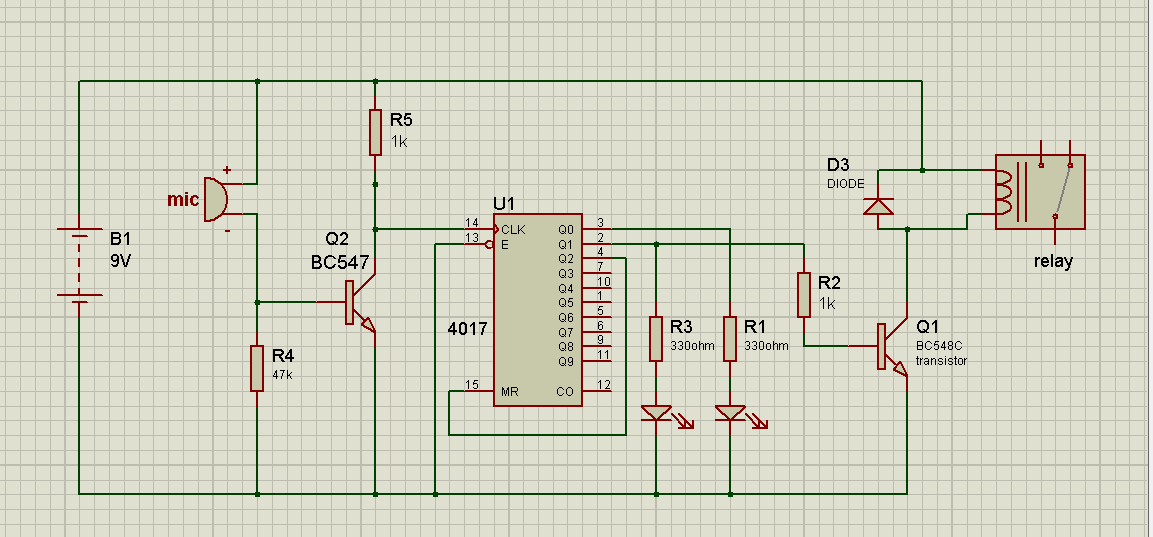 B1
9V
mic
+
-
R4
47k
R5
1k
Q2
BC547
U1
4017
14
CLK
13
E
15
MR
Q0
3
Q1
2
Q2
4
Q3
7
Q4
10
Q5
1
Q6
5
Q7
6
Q8
9
Q9
11
CO
12
R3
330ohm
R1
330ohm
R2
1k
D3
DIODE
Q1
BC548C
transistor
relay